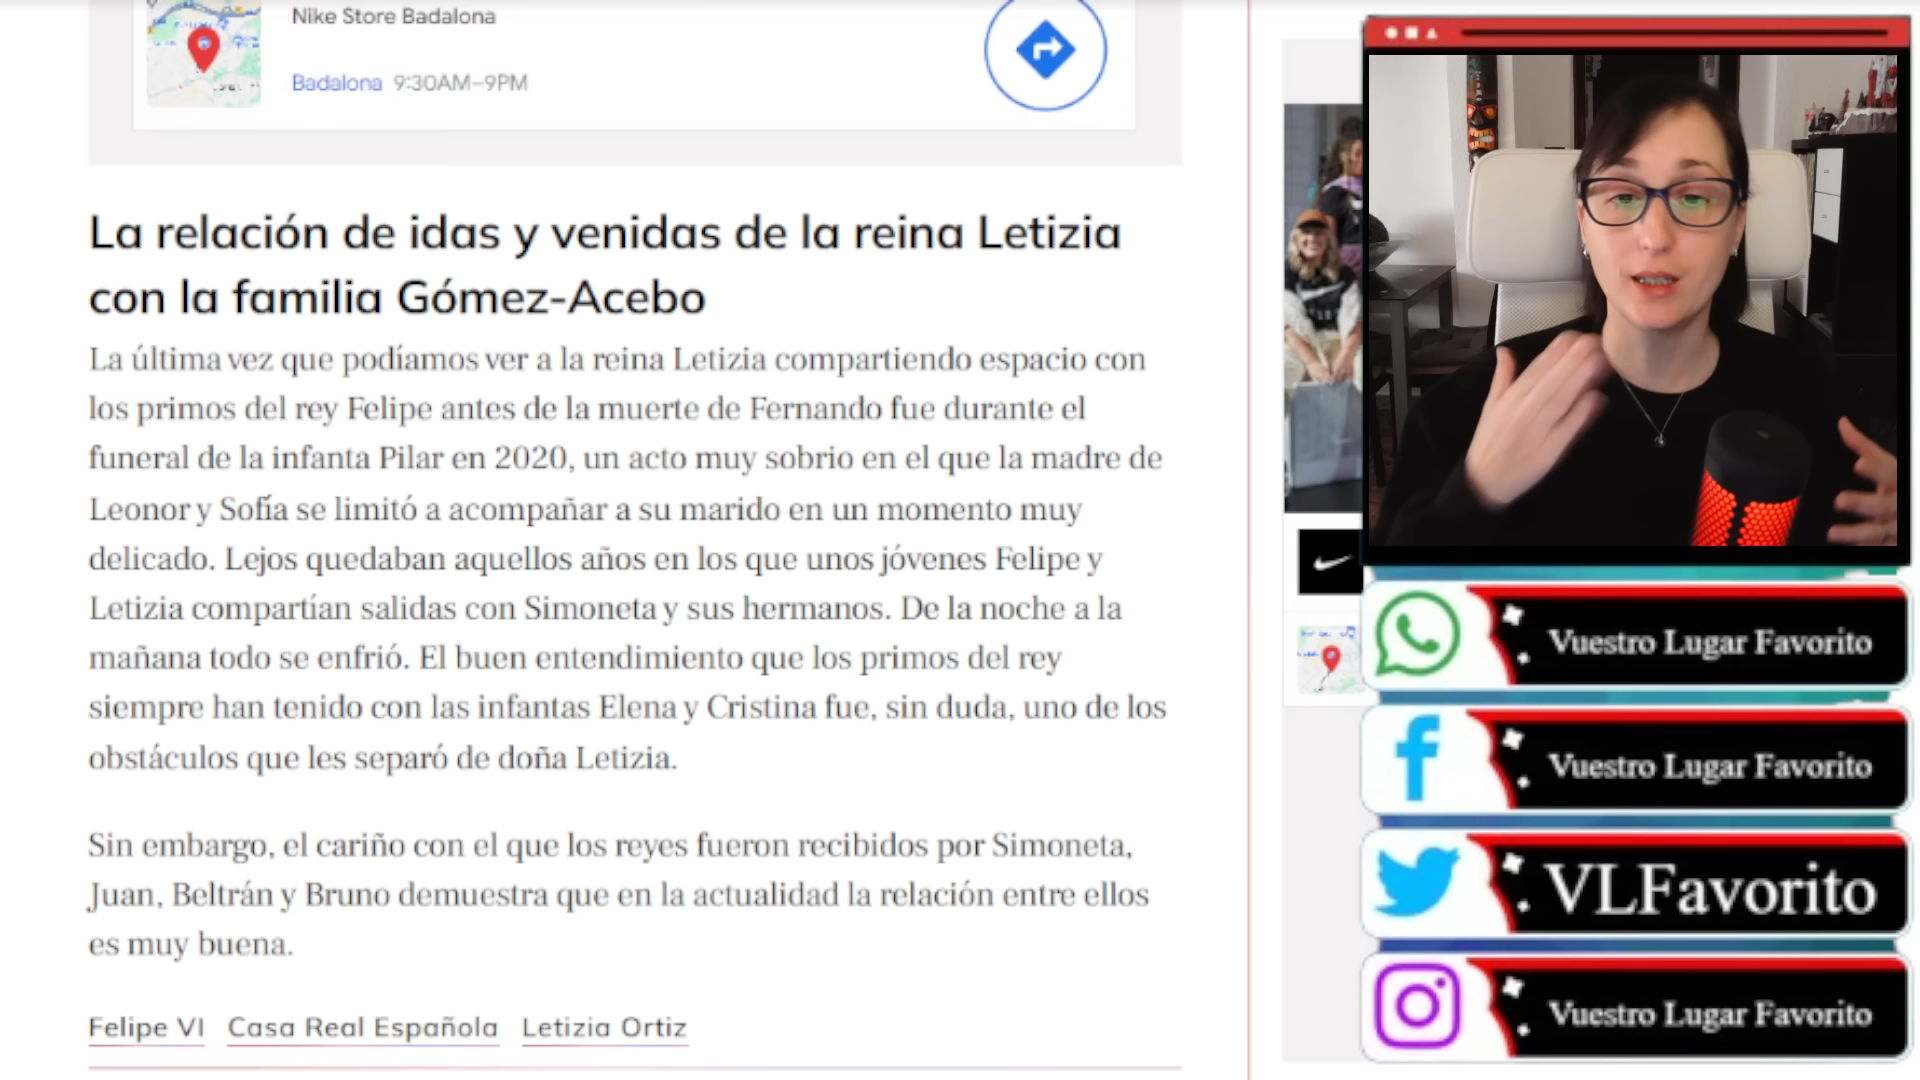 Nike Store Badalona
Badalona 9:30AM–9PM
La relación de idas y venidas de la reina Letizia
con la familia Gómez-Acebo
La última vez que podíamos ver a la reina Letizia compartiendo espacio con
los primos del rey Felipe antes de la muerte de Fernando fue durante el
funeral de la infanta Pilar en 2020, un acto muy sobrio en el que la madre de
Leonor y Sofía se limitó a acompañar a su marido en un momento muy
delicado. Lejos quedaban aquellos años en los que unos jóvenes Felipe y
Letizia compartían salidas con Simoneta y sus hermanos. De la noche a la
mañana todo se enfrió. El buen entendimiento que los primos del rey
siempre han tenido con las infantas Elena y Cristina fue, sin duda, uno de los
obstáculos que les separó de doña Letizia.
Sin embargo, el cariño con el que los reyes fueron recibidos por Simoneta,
Juan, Beltrán y Bruno demuestra que en la actualidad la relación entre ellos
es muy buena.
Felipe VI Casa Real Española Letizia Ortiz
Vuestro Lugar Favorito
Vuestro Lugar Favorito
VLFavorito
Vuestro Lugar Favorito